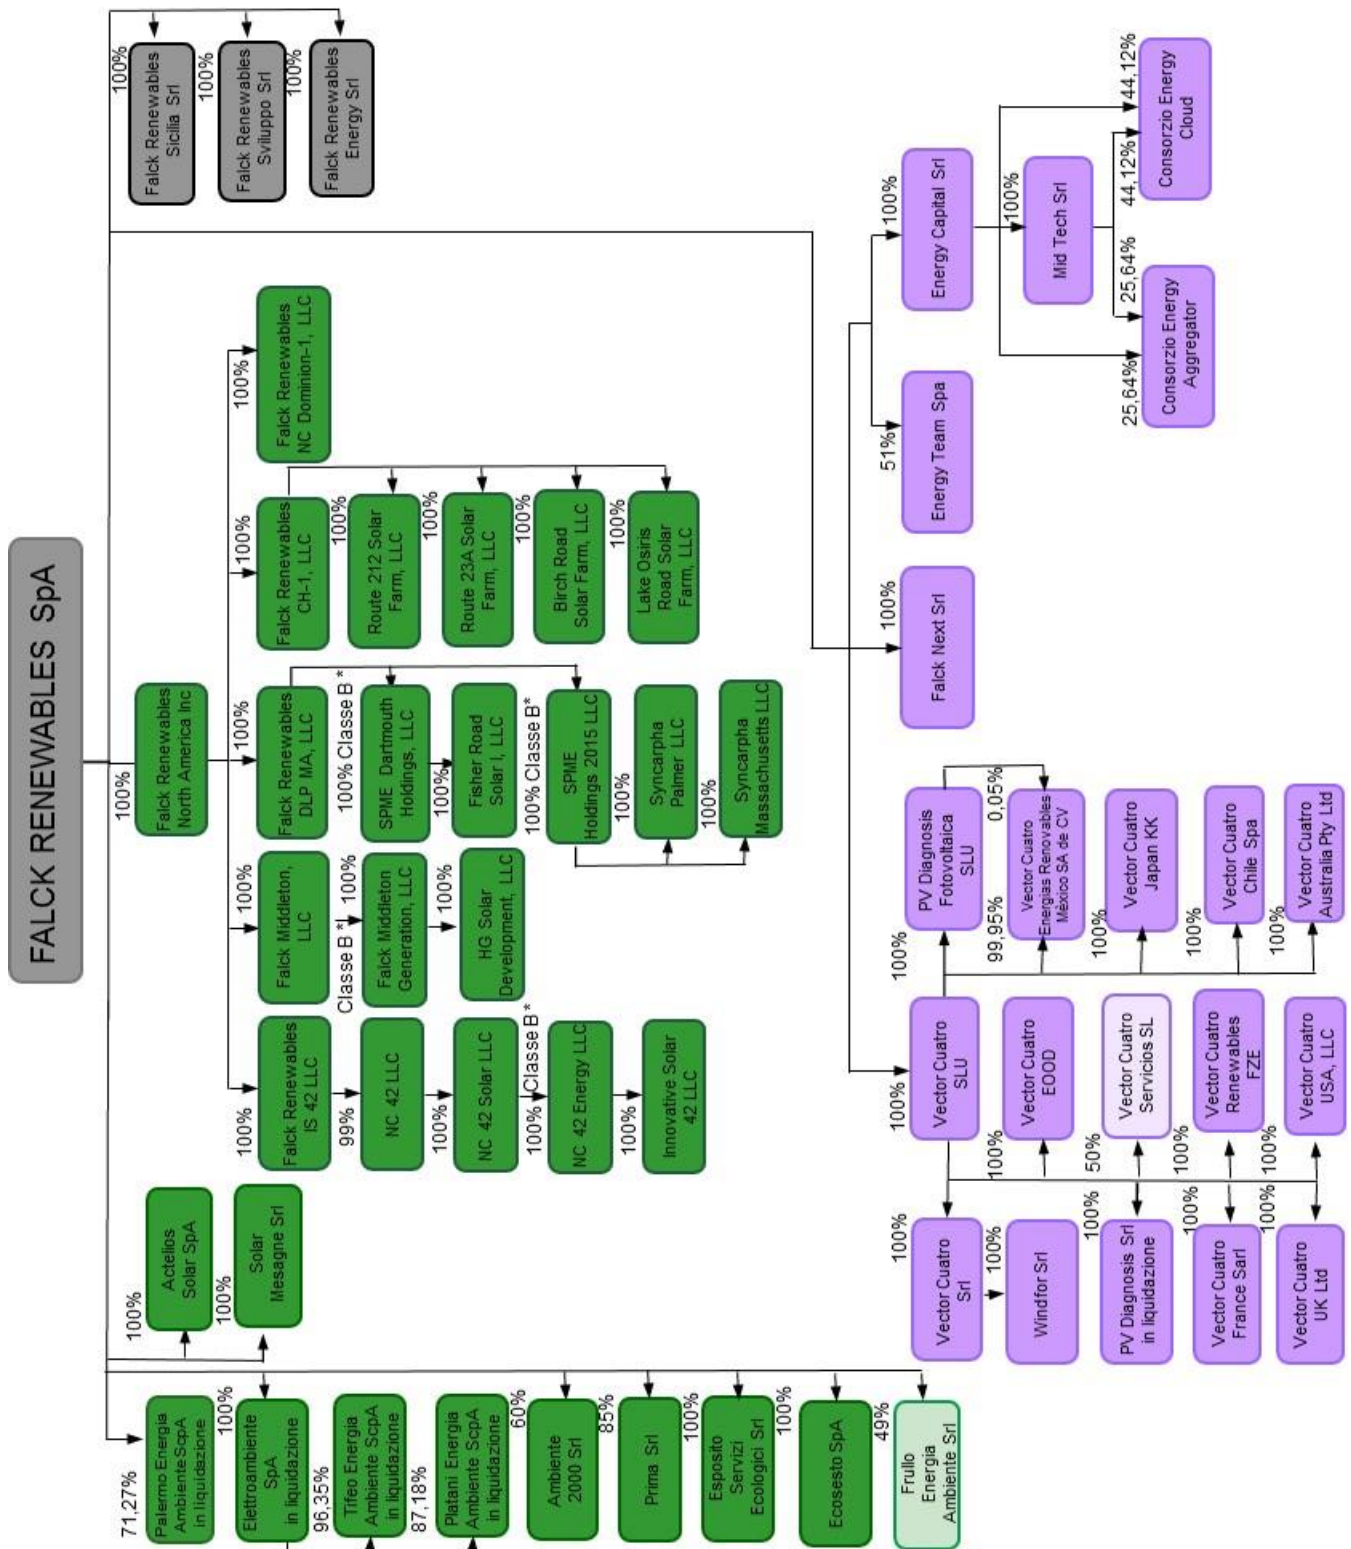 FALCK RENEWABLES SpA
100%
Falck Renewables
Sicilia Srl
100%
Falck Renewables
Sviluppo Srl
100%
Falck Renewables
Energy Srl
100%
Falck Renewables
North America Inc
100%
Falck Renewables
IS 42 LLC
99%
NC 42 LLC
100%
NC 42 Solar LLC
100%
Classe B *
NC 42 Energy LLC
100%
Innovative Solar
42 LLC
100%
Falck Middleton,
LLC
Classe B *
100%
Falck Middleton
Generation, LLC
100%
HG Solar
Development, LLC
100%
Falck Renewables
DLP MA, LLC
100% Classe B *
SPME Dartmouth
Holdings, LLC
100%
Fisher Road
Solar I, LLC
100% Classe B*
SPME
Holdings 2015 LLC
100%
Syncarpha
Palmer LLC
100%
Syncarpha
Massachusetts LLC
100%
Falck Renewables
CH-1, LLC
100%
Route 212 Solar
Farm, LLC
100%
Route 23A Solar
Farm, LLC
100%
Birch Road
Solar Farm, LLC
100%
Lake Osiris
Road Solar
Farm, LLC
100%
Falck Renewables
NC Dominion-1, LLC
100%
Actelios
Solar SpA
100%
Solar
Mesagne Srl
71,27%
Palermo Energia
Ambiente ScpA
in liquidazione
100%
Elettroambiente
SpA
in liquidazione
96,35%
Tifeo Energia
Ambiente ScpA
in liquidazione
87,18%
Platani Energia
Ambiente ScpA
in liquidazione
60%
Ambiente
2000 Srl
85%
Prima Srl
100%
Esposito
Servizi
Ecologici Srl
100%
Ecosesto SpA
49%
Frullo
Energia
Ambiente Srl
100%
Vector Cuatro
SLU
100%
Vector Cuatro
Srl
100%
Windfor Srl
100%
PV Diagnosis Srl
in liquidazione
100%
Vector Cuatro
France Sarl
100%
Vector Cuatro
UK Ltd
100%
Vector Cuatro
EOOD
50%
Vector Cuatro
Servicios SL
100%
Vector Cuatro
Renewables
FZE
100%
Vector Cuatro
USA, LLC
100%
PV Diagnosis
Fotovoltaica
SLU
99,95%
0,05%
Vector Cuatro
Energias Renovables
Mèxico SA de CV
100%
Vector Cuatro
Japan KK
100%
Vector Cuatro
Chile Spa
100%
Vector Cuatro
Australia Pty Ltd
100%
Falck Next Srl
51%
Energy Team Spa
100%
Energy Capital Srl
100%
Mid Tech Srl
25,64%
25,64%
Consorzio Energy
Aggregator
44,12%
44,12%
Consorzio Energy
Cloud